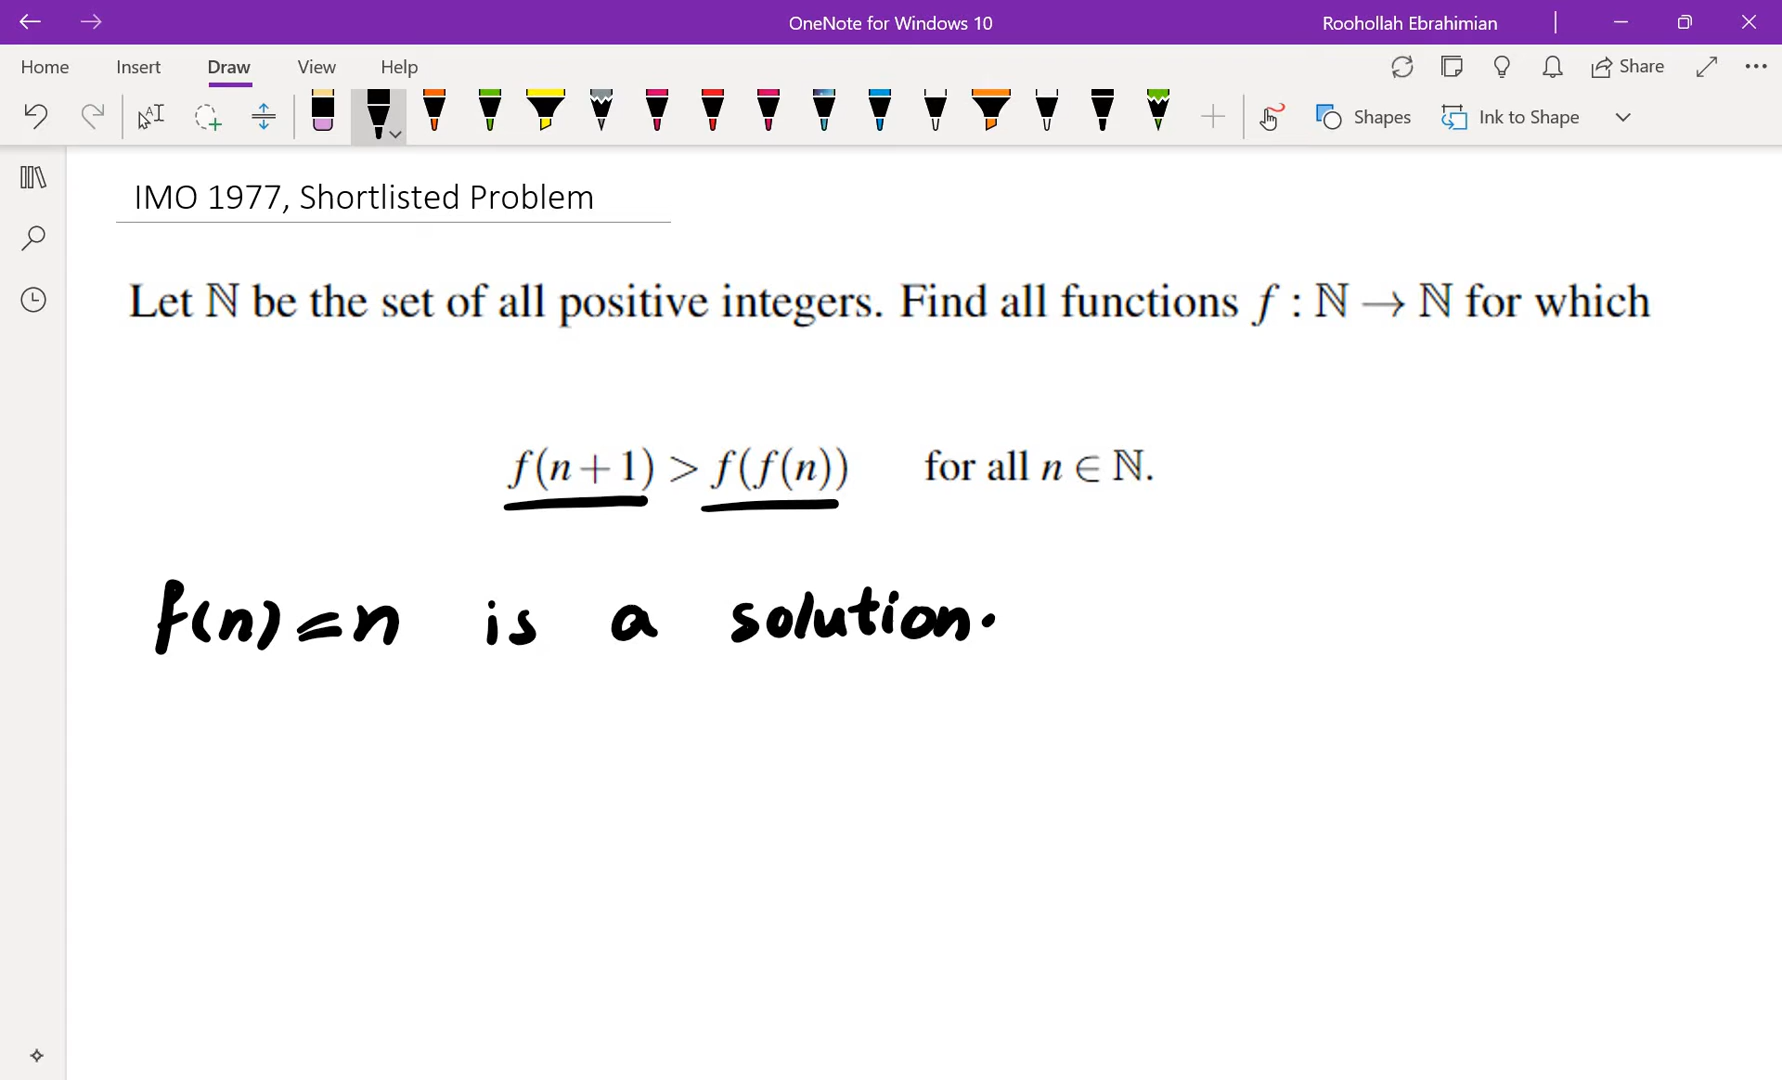 OneNote for Windows 10
Roohollah Ebrahimian
Home Insert Draw View Help
Share
Shapes
Ink to Shape
IMO 1977, Shortlisted Problem
Let ℕ be the set of all positive integers. Find all functions f : ℕ → ℕ for which
f(n+1) > f(f(n)) for all n ∈ ℕ.
f(n)=n is a solution.